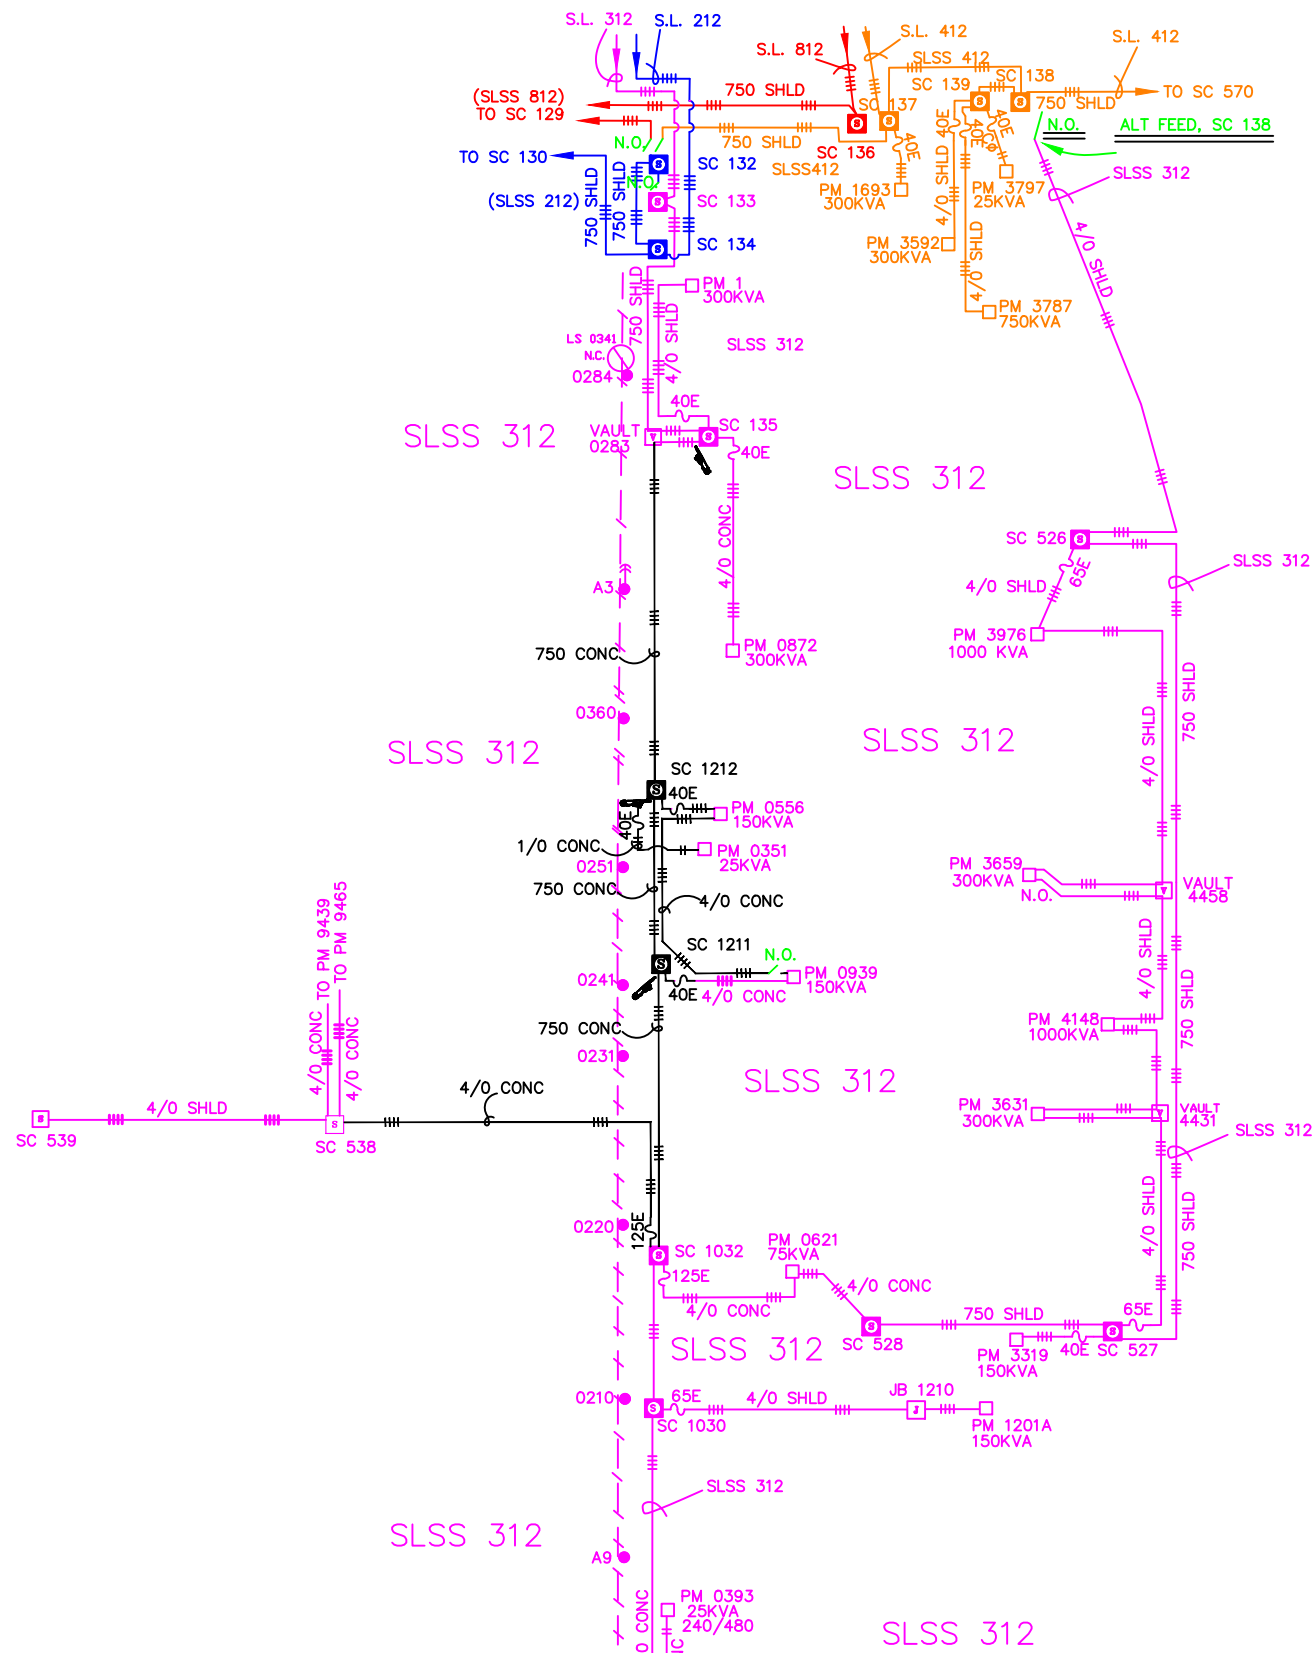 S.L. 312
S.L. 212
S.L. 812
S.L. 412
SLSS 412
S.L. 412
(SLSS 812)
TO SC 129
750 SHLD
SC 137
SC 139
SC 138
750 SHLD
TO SC 570
N.O.
ALT FEED, SC 138
N.O.
750 SHLD
SC 136
SLSS412
40E
40E
40E
40E
CØ
TO SC 130
SC 132
N.O.
(SLSS 212)
SC 133
SC 134
750 SHLD
750 SHLD
PM 1693
300KVA
4/0 SHLD
PM 3797
25KVA
SLSS 312
PM 3592
300KVA
4/0 SHLD
4/0 SHLD
PM 1
300KVA
750 SHLD
4/0 SHLD
PM 3787
750KVA
LS 0341
N.C.
0284
SLSS 312
40E
SC 135
VAULT
0283
40E
SLSS 312
SLSS 312
4/0 CONC
SC 526
SLSS 312
65E
4/0 SHLD
A3
PM 3976
1000 KVA
750 CONC
PM 0872
300KVA
0360
SLSS 312
SLSS 312
4/0 SHLD
750 SHLD
SC 1212
40E
40E
PM 0556
150KVA
1/0 CONC
PM 0351
25KVA
0251
750 CONC
4/0 CONC
PM 3659
300KVA
N.O.
VAULT
4458
TO PM 9439
TO PM 9465
SC 1211
N.O.
0241
40E
PM 0939
150KVA
4/0 CONC
4/0 SHLD
750 CONC
750 SHLD
PM 4148
1000KVA
4/0 CONC
4/0 CONC
0231
SLSS 312
4/0 CONC
4/0 SHLD
PM 3631
300KVA
VAULT
4431
SC 539
SC 538
SLSS 312
4/0 SHLD
750 SHLD
0220
125E
SC 1032
PM 0621
75KVA
125E
4/0 CONC
4/0 CONC
750 SHLD
65E
SC 528
SLSS 312
PM 3319
150KVA
40E
SC 527
0210
65E
4/0 SHLD
JB 1210
SC 1030
PM 1201A
150KVA
SLSS 312
SLSS 312
A9
0 CONC
PM 0393
25KVA
240/480
SLSS 312